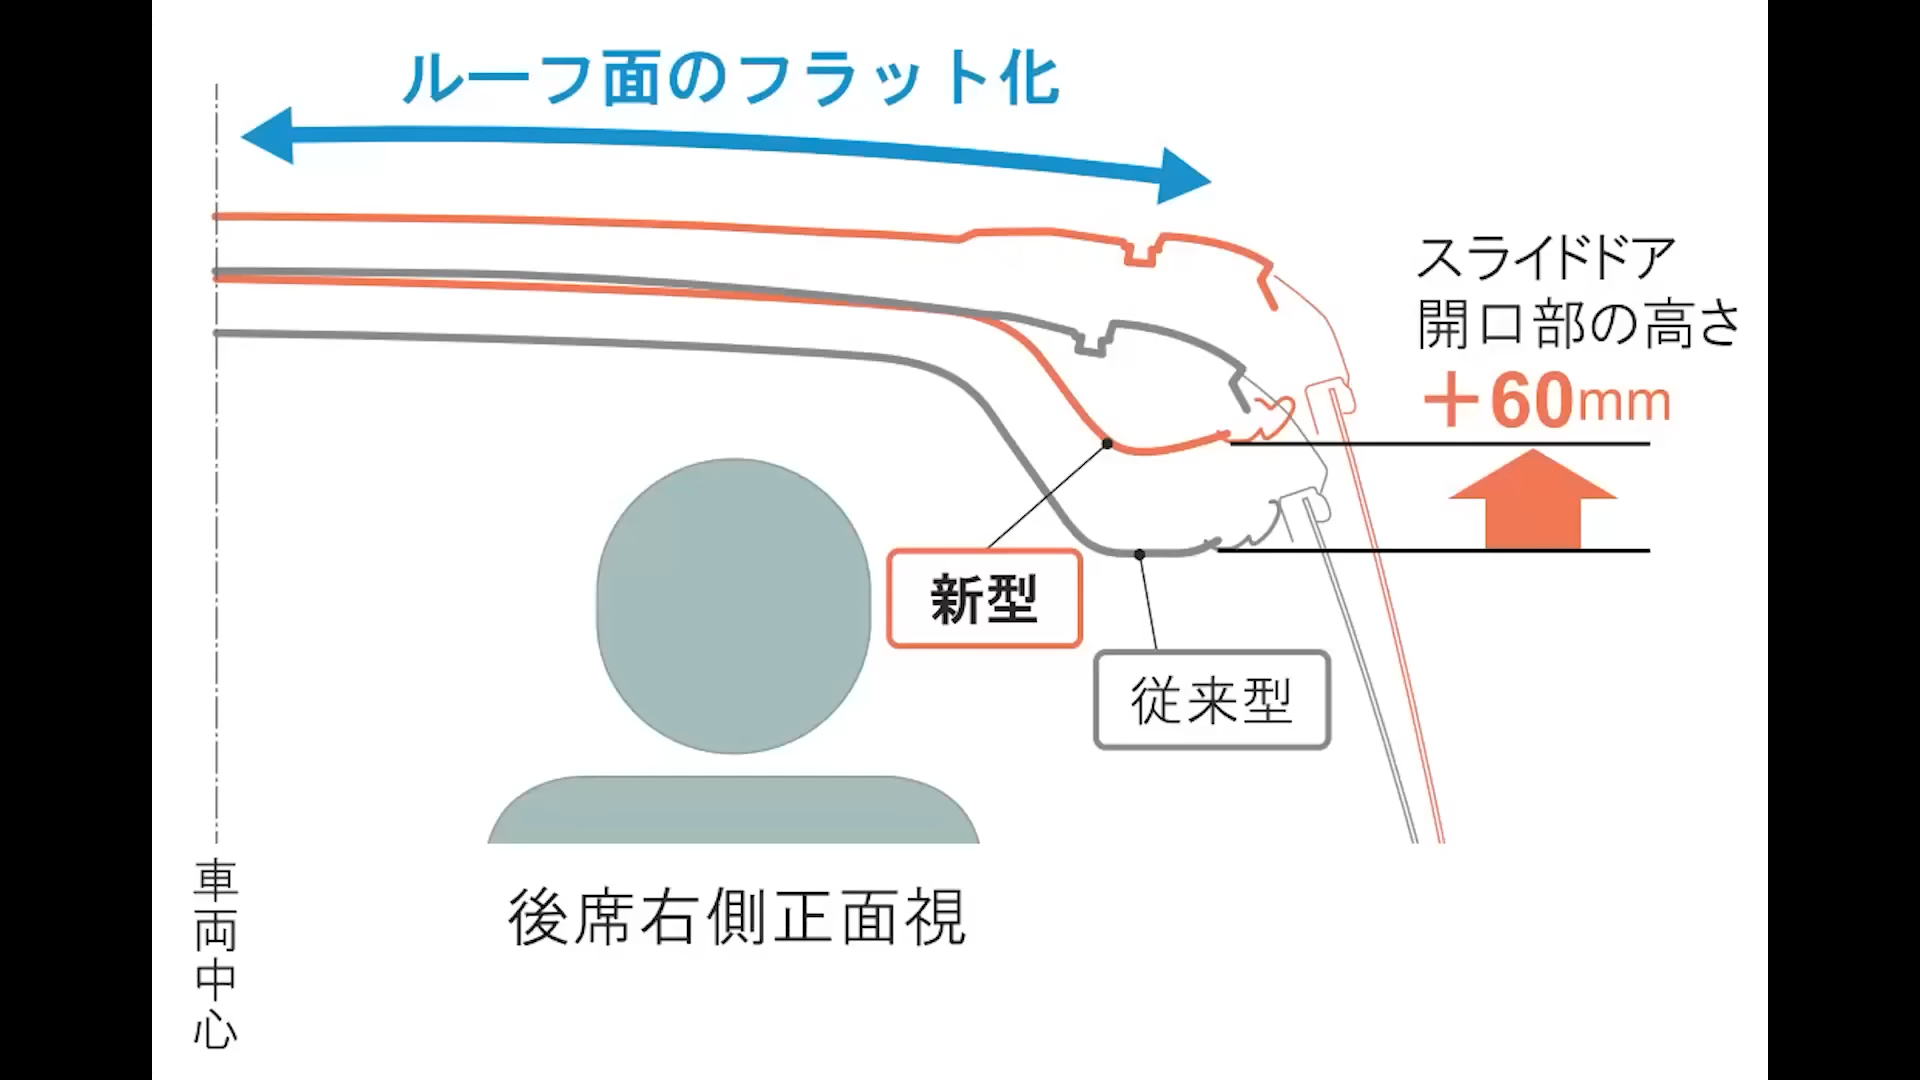 ルーフ面のフラット化
スライドドア
開口部の高さ
＋60mm
新型
従来型
後席右側正面視
車両中心